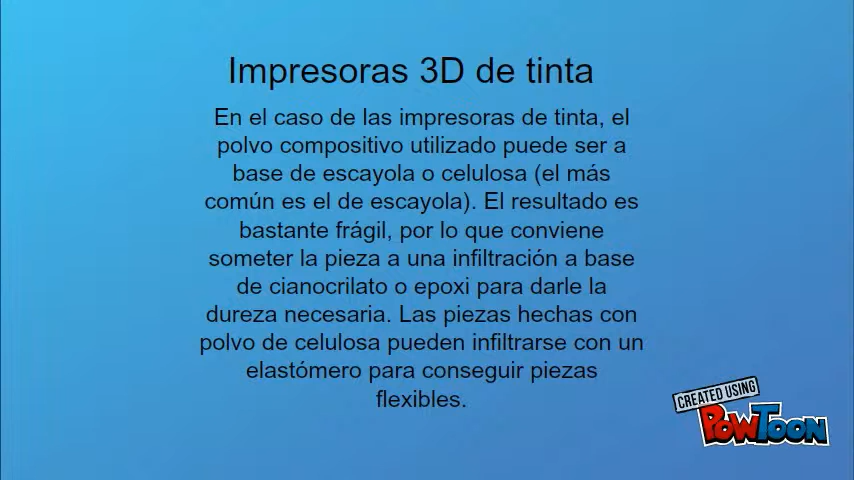 Impresoras 3D de tinta
En el caso de las impresoras de tinta, el
polvo compositivo utilizado puede ser a
base de escayola o celulosa (el más
común es el de escayola). El resultado es
bastante frágil, por lo que conviene
someter la pieza a una infiltración a base
de cianocrilato o epoxi para darle la
dureza necesaria. Las piezas hechas con
polvo de celulosa pueden infiltrarse con un
elastómero para conseguir piezas
flexibles.
CREATED USING
POWTOON